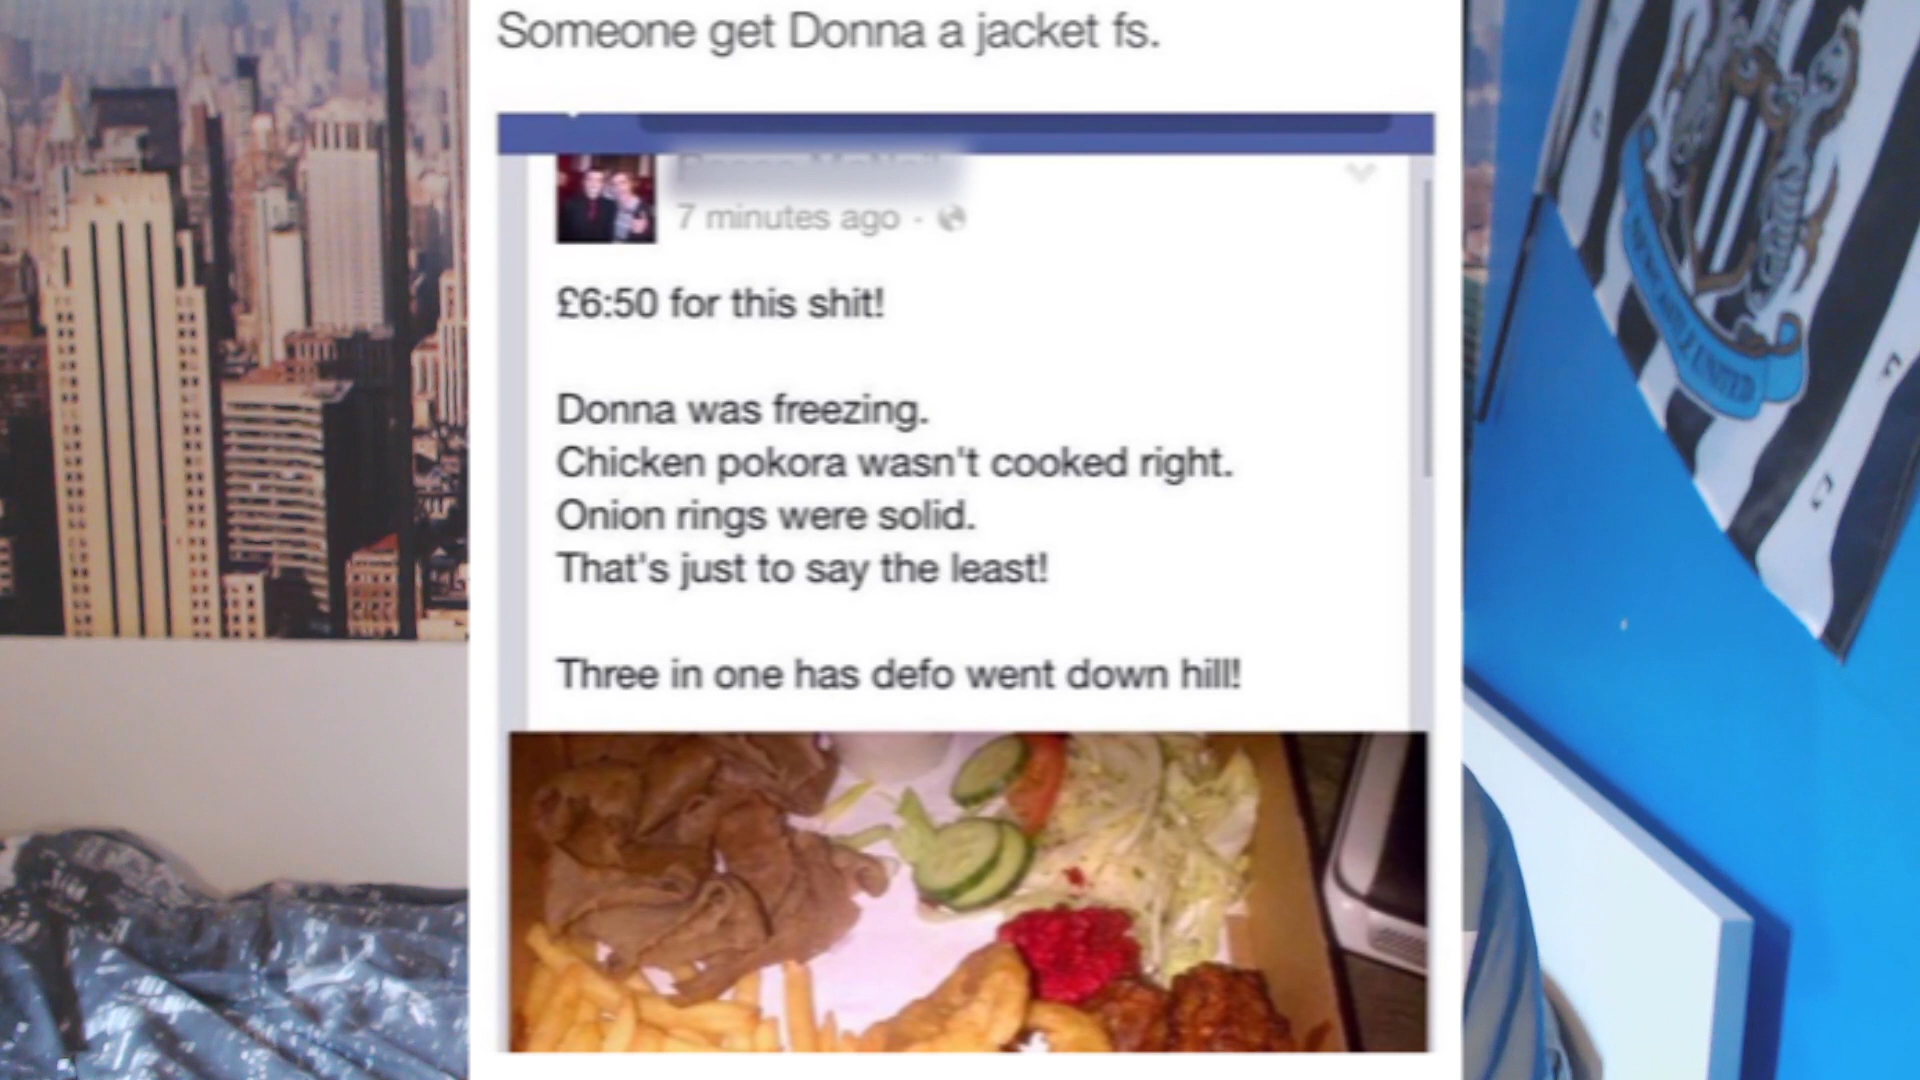 Someone get Donna a jacket fs.
7 minutes ago ·
£6:50 for this shit!
Donna was freezing.
Chicken pokora wasn't cooked right.
Onion rings were solid.
That's just to say the least!
Three in one has defo went down hill!
NEWCASTLE UNITED